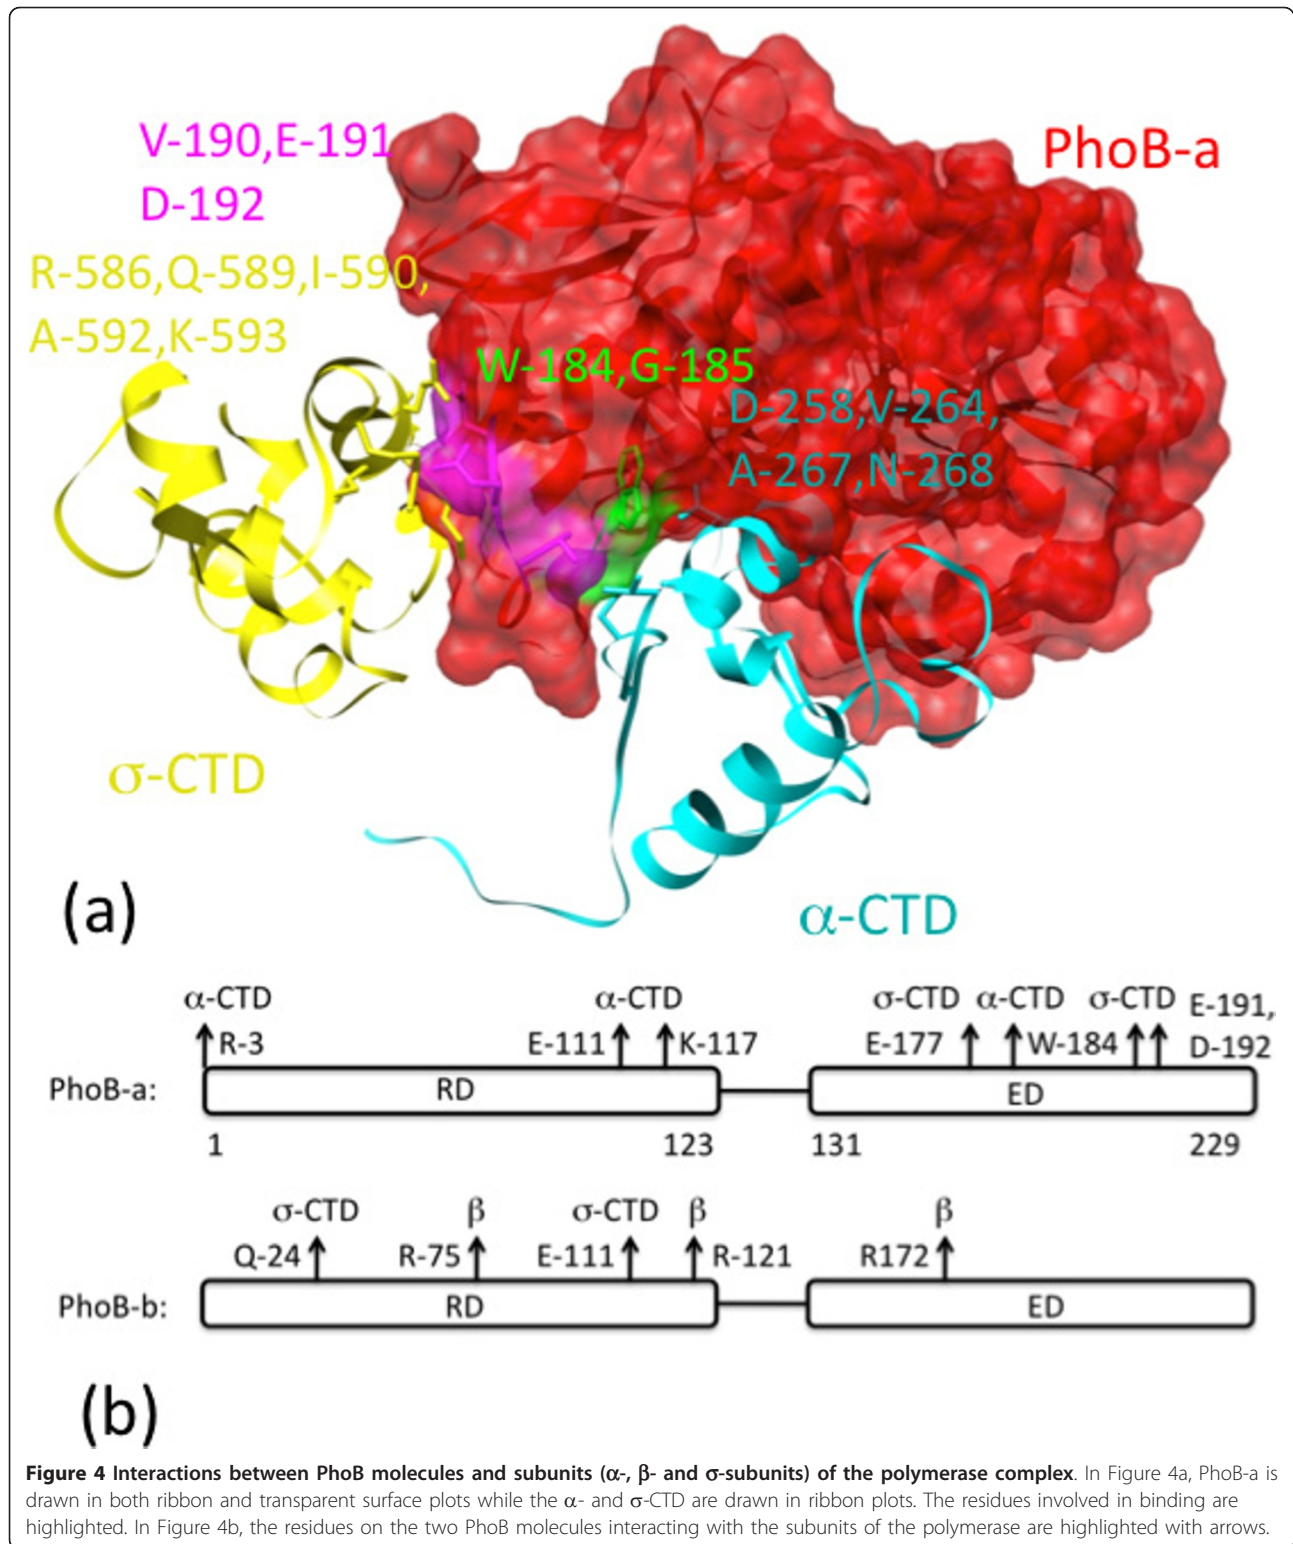 V-190,E-191
D-192
PhoB-a
R-586,Q-589,I-590,
A-592,K-593
W-184,G-185
D-258,V-264,
A-267,N-268
σ-CTD
α-CTD
(a)
α-CTD α-CTD σ-CTD α-CTD σ-CTD E-191,
R-3 E-111 K-117 E-177 W-184 D-192
PhoB-a: RD ED
1 123 131 229
σ-CTD β σ-CTD β β
Q-24 R-75 E-111 R-121 R172
PhoB-b: RD ED
(b)
Figure 4 Interactions between PhoB molecules and subunits (α-, β- and σ-subunits) of the polymerase complex. In Figure 4a, PhoB-a is
drawn in both ribbon and transparent surface plots while the α- and σ-CTD are drawn in ribbon plots. The residues involved in binding are
highlighted. In Figure 4b, the residues on the two PhoB molecules interacting with the subunits of the polymerase are highlighted with arrows.